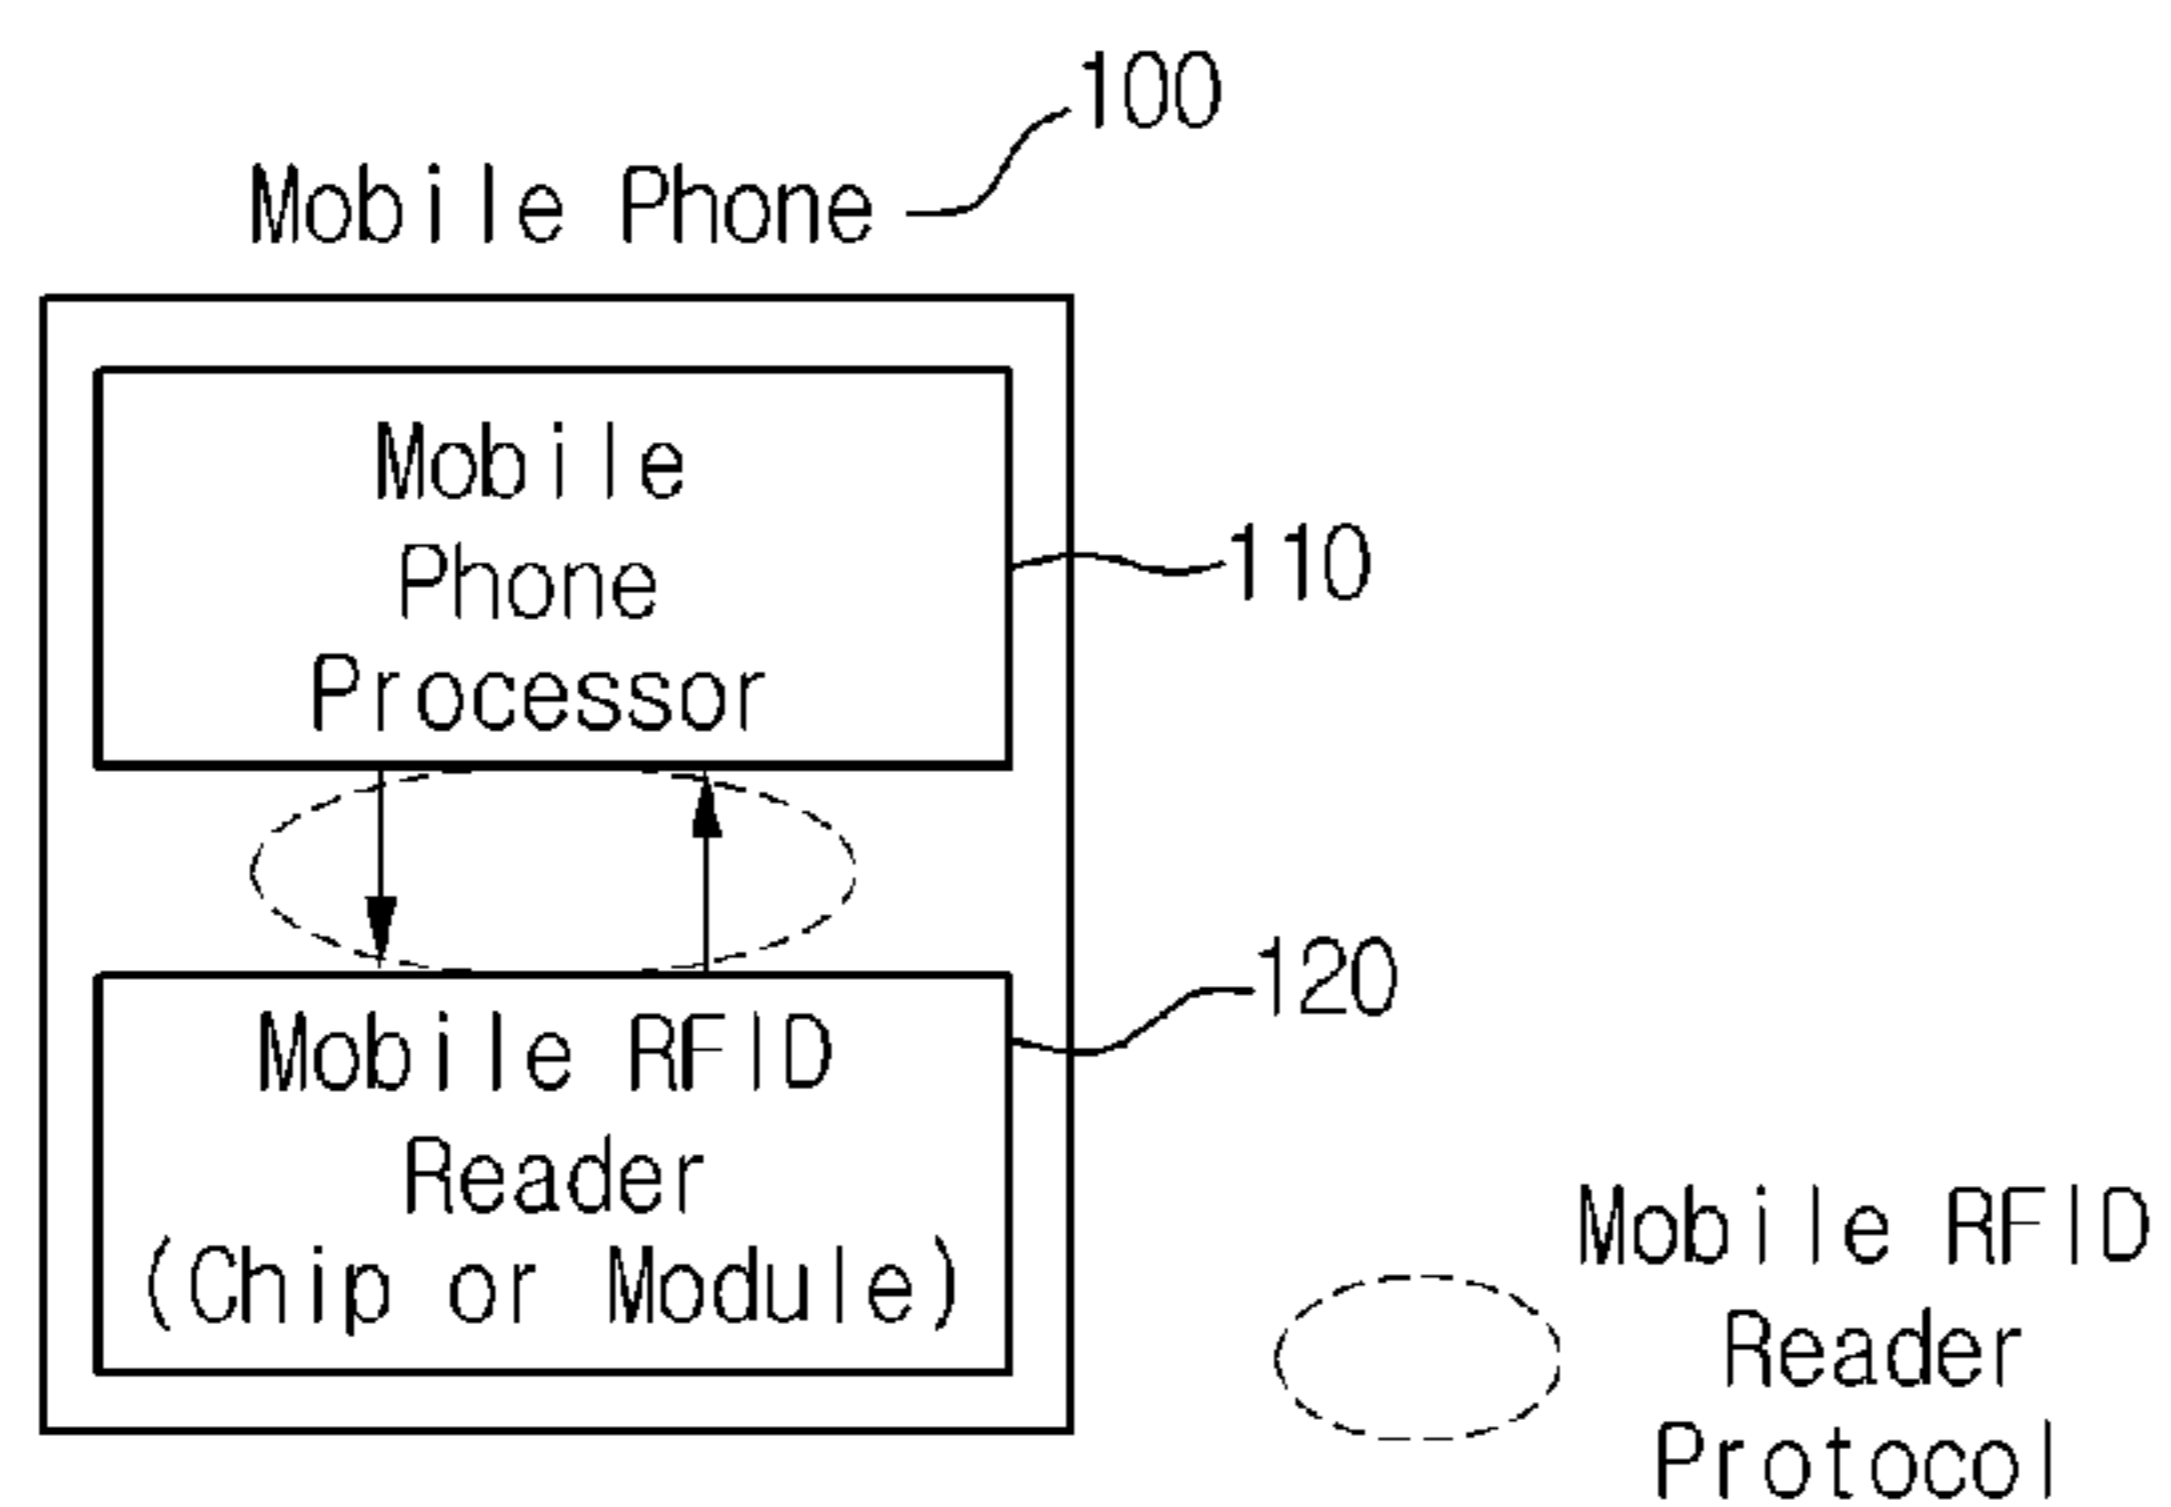 100
Mobile Phone
Mobile
Phone
Processor
110
120
Mobile RFID
Reader
(Chip or Module)
Mobile RFID
Reader
Protocol